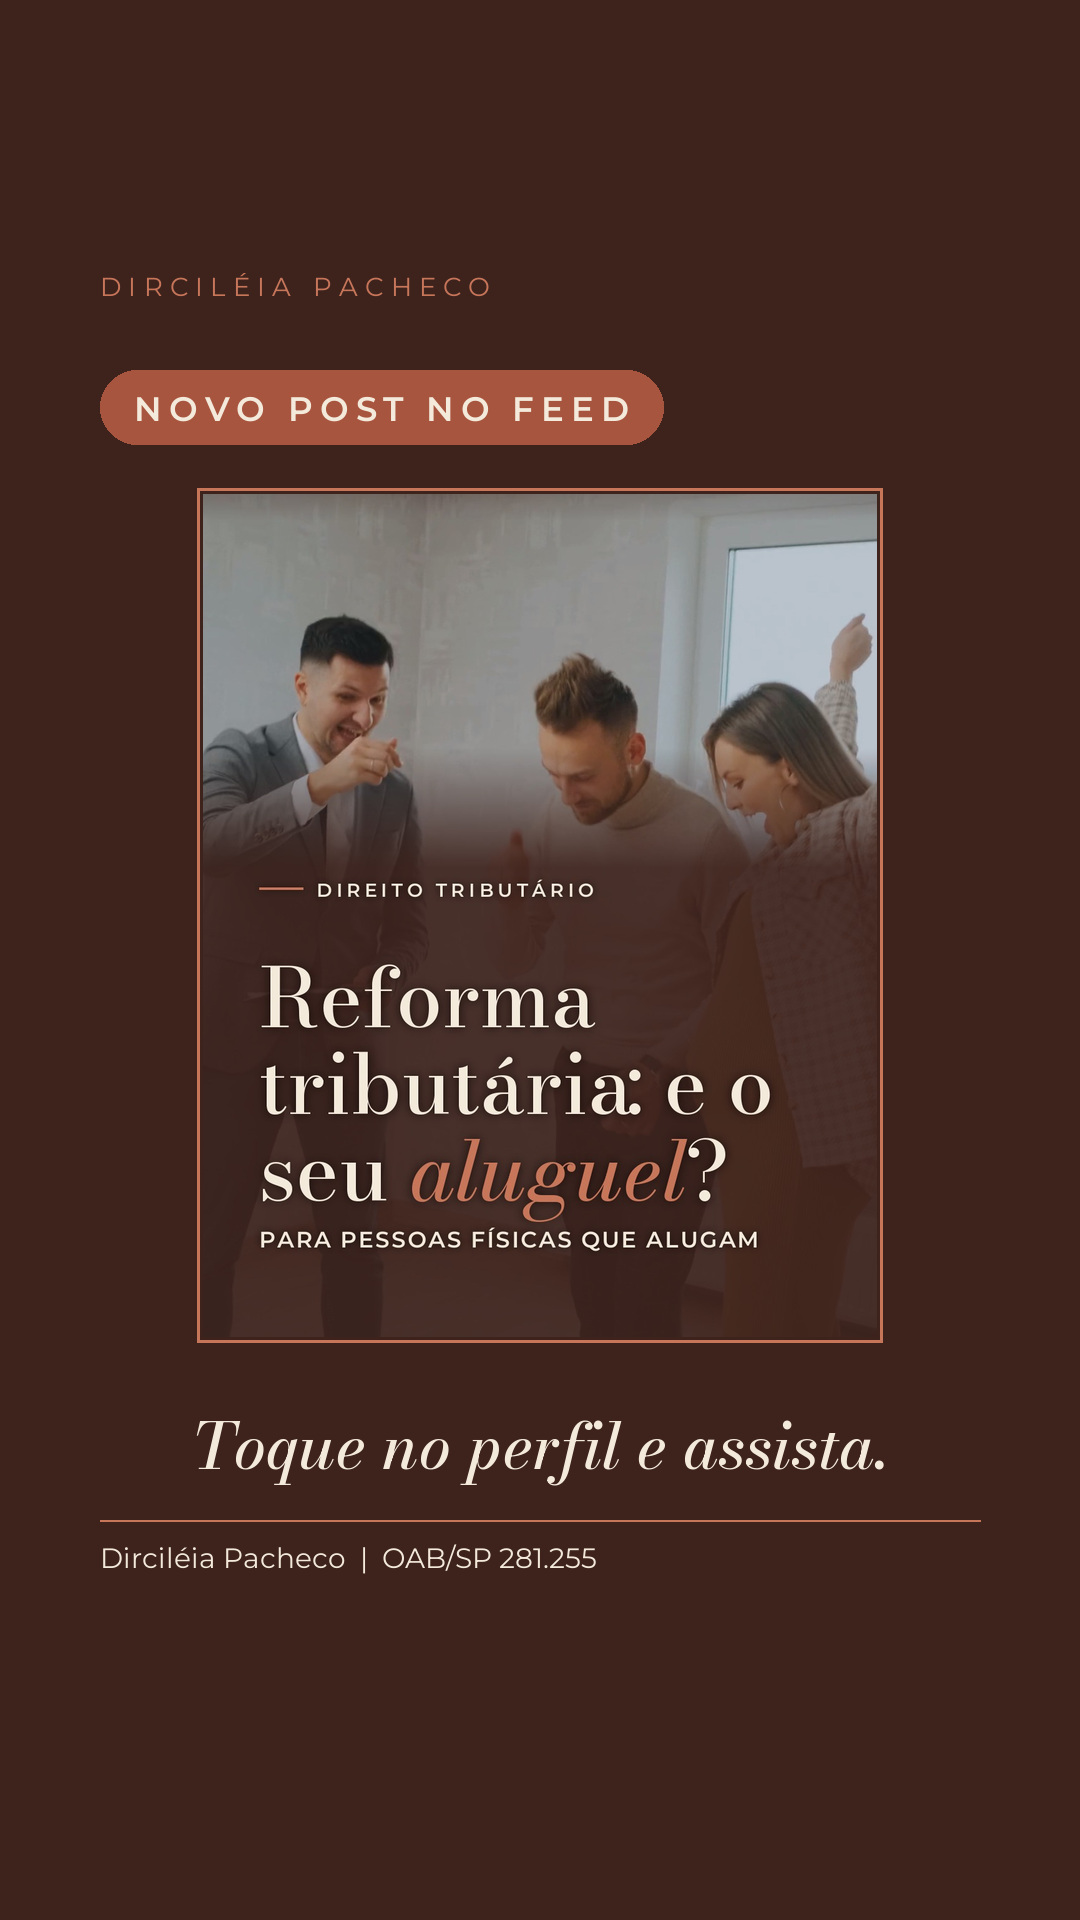 DIRCILÉIA PACHECO
NOVO POST NO FEED
DIREITO TRIBUTÁRIO
Reforma
tributária: e o
seu aluguel?
PARA PESSOAS FÍSICAS QUE ALUGAM
Toque no perfil e assista.
Dirciléia Pacheco | OAB/SP 281.255